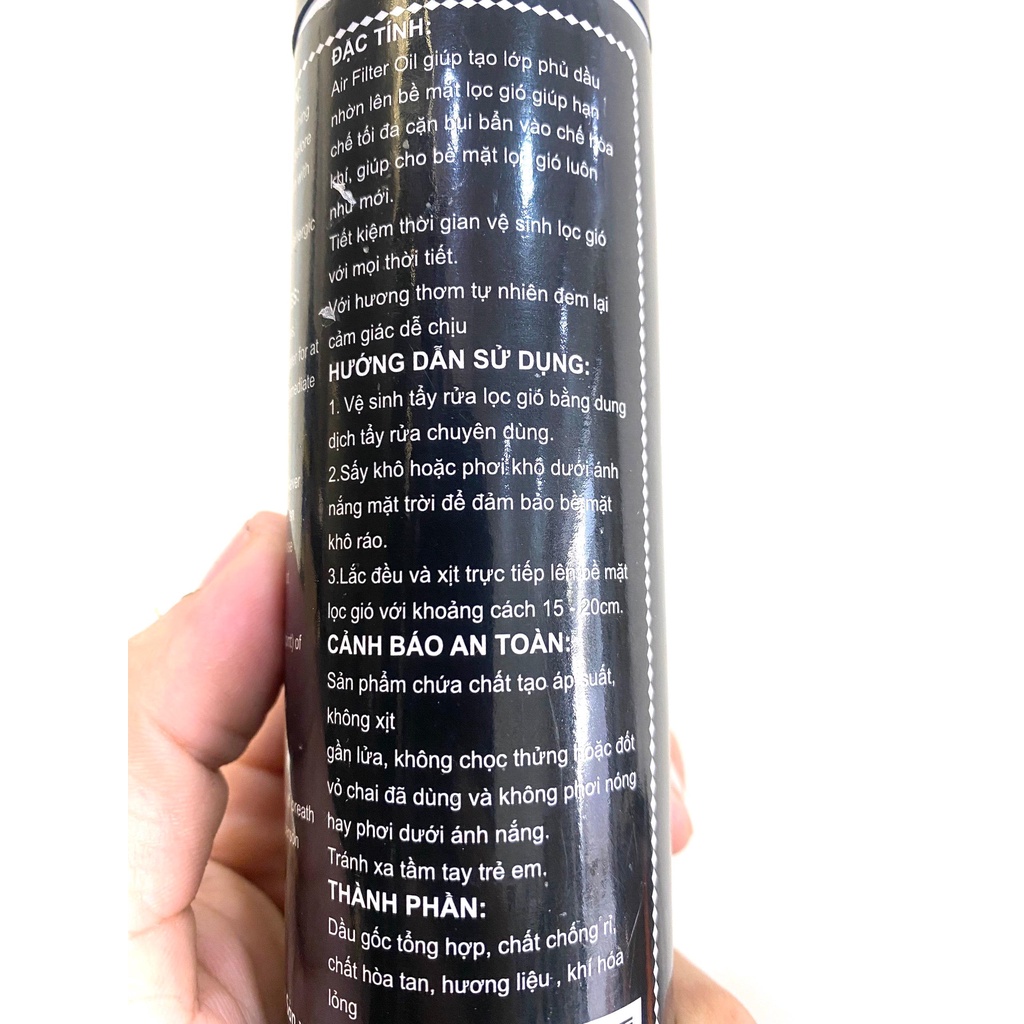 ĐẶC TÍNH:
Air Filter Oil giúp tạo lớp phủ dầu
nhờn lên bề mặt lọc gió giúp hạn
chế tối đa cặn bụi bẩn vào chế hòa
khí, giúp cho bề mặt lọc gió luôn
như mới.
Tiết kiệm thời gian vệ sinh lọc gió
với mọi thời tiết.
Với hương thơm tự nhiên đem lại
cảm giác dễ chịu
HƯỚNG DẪN SỬ DỤNG:
1. Vệ sinh tẩy rửa lọc gió bằng dung
dịch tẩy rửa chuyên dùng.
2.Sấy khô hoặc phơi khô dưới ánh
nắng mặt trời để đảm bảo bề mặt
khô ráo.
3.Lắc đều và xịt trực tiếp lên bề mặt
lọc gió với khoảng cách 15 - 20cm.
CẢNH BÁO AN TOÀN:
Sản phẩm chứa chất tạo áp suất,
không xịt
gần lửa, không chọc thửng hoặc đốt
vỏ chai đã dùng và không phơi nóng
hay phơi dưới ánh nắng.
Tránh xa tầm tay trẻ em.
THÀNH PHẦN:
Dầu gốc tổng hợp, chất chống rỉ,
chất hòa tan, hương liệu , khí hóa
lỏng
with
for at
of
breath